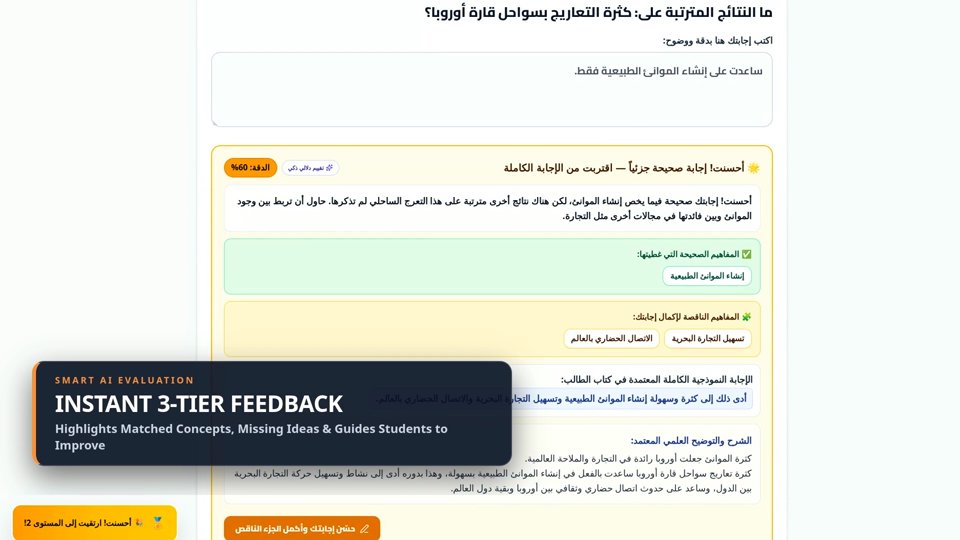 ما النتائج المترتبة على: كثرة التعاريج بسواحل قارة أوروبا؟
اكتب إجابتك هنا بدقة ووضوح:
ساعدت على إنشاء الموانئ الطبيعية فقط.
🌟 أحسنت! إجابة صحيحة جزئياً — اقتربت من الإجابة الكاملة
تقييم دلالي ذكي
الدقة: 60%
أحسنت! إجابتك صحيحة فيما يخص إنشاء الموانئ، لكن هناك نتائج أخرى مترتبة على هذا التعرج الساحلي لم تذكرها. حاول أن تربط بين وجود
الموانئ وبين فائدتها في مجالات أخرى مثل التجارة.
✅ المفاهيم الصحيحة التي غطيتها:
إنشاء الموانئ الطبيعية
🧩 المفاهيم الناقصة لإكمال إجابتك:
تسهيل التجارة البحرية
الاتصال الحضاري بالعالم
الإجابة النموذجية الكاملة المعتمدة في كتاب الطالب:
أدى ذلك إلى كثرة وسهولة إنشاء الموانئ الطبيعية وتسهيل التجارة البحرية والاتصال الحضاري بالعالم.
الشرح والتوضيح العلمي المعتمد:
كثرة الموانئ جعلت أوروبا رائدة في التجارة والملاحة العالمية.
كثرة تعاريج سواحل قارة أوروبا ساعدت بالفعل في إنشاء الموانئ الطبيعية بسهولة، وهذا بدوره أدى إلى نشاط وتسهيل حركة التجارة البحرية
بين الدول، وساعد على حدوث اتصال حضاري وثقافي بين أوروبا وبقية دول العالم.
حسّن إجابتك وأكمل الجزء الناقص
SMART AI EVALUATION
INSTANT 3-TIER FEEDBACK
Highlights Matched Concepts, Missing Ideas & Guides Students to
Improve
🏅 🎉 أحسنت! ارتقيت إلى المستوى 2!